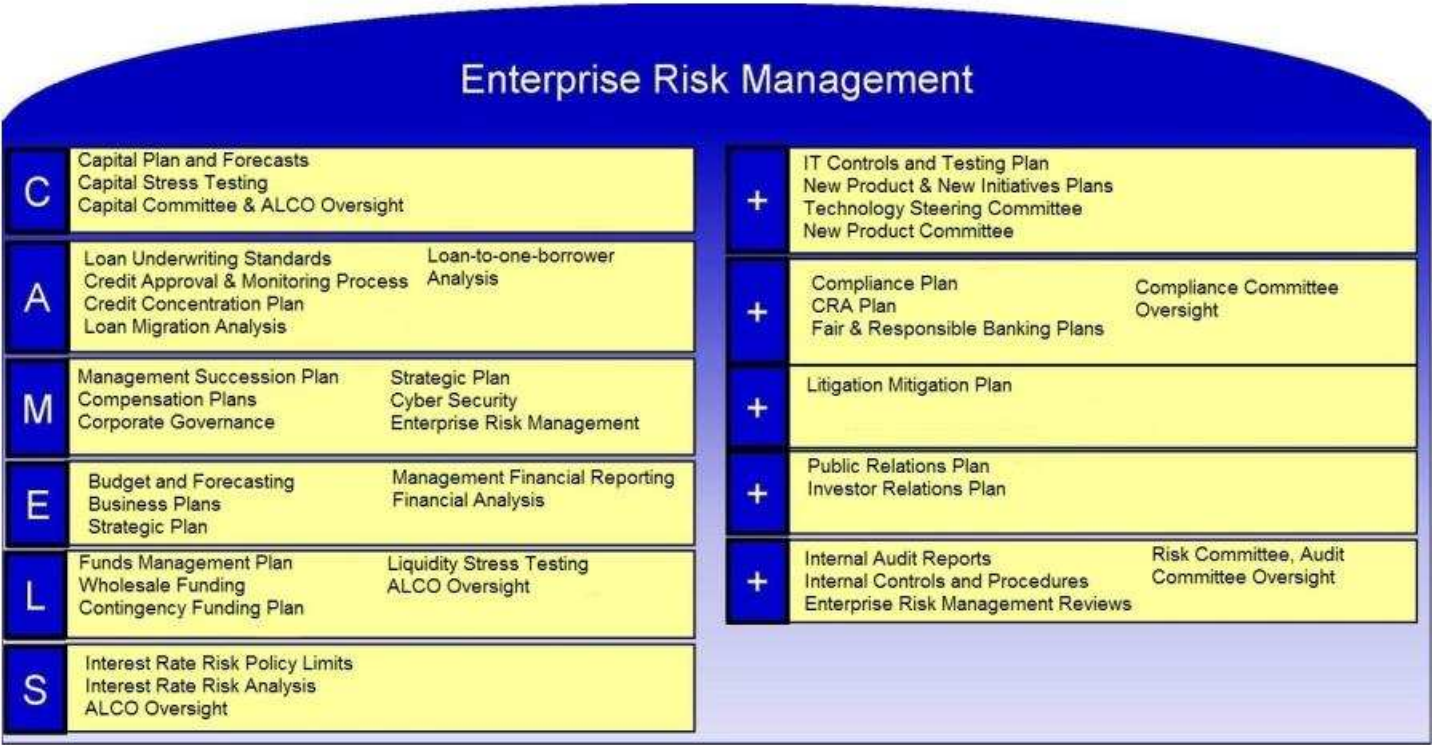 Enterprise Risk Management
C
Capital Plan and Forecasts
Capital Stress Testing
Capital Committee & ALCO Oversight
A
Loan Underwriting Standards
Credit Approval & Monitoring Process
Credit Concentration Plan
Loan Migration Analysis
Loan-to-one-borrower
Analysis
M
Management Succession Plan
Compensation Plans
Corporate Governance
Strategic Plan
Cyber Security
Enterprise Risk Management
E
Budget and Forecasting
Business Plans
Strategic Plan
Management Financial Reporting
Financial Analysis
L
Funds Management Plan
Wholesale Funding
Contingency Funding Plan
Liquidity Stress Testing
ALCO Oversight
S
Interest Rate Risk Policy Limits
Interest Rate Risk Analysis
ALCO Oversight
+
IT Controls and Testing Plan
New Product & New Initiatives Plans
Technology Steering Committee
New Product Committee
+
Compliance Plan
CRA Plan
Fair & Responsible Banking Plans
Compliance Committee
Oversight
+
Litigation Mitigation Plan
+
Public Relations Plan
Investor Relations Plan
+
Internal Audit Reports
Internal Controls and Procedures
Enterprise Risk Management Reviews
Risk Committee, Audit
Committee Oversight